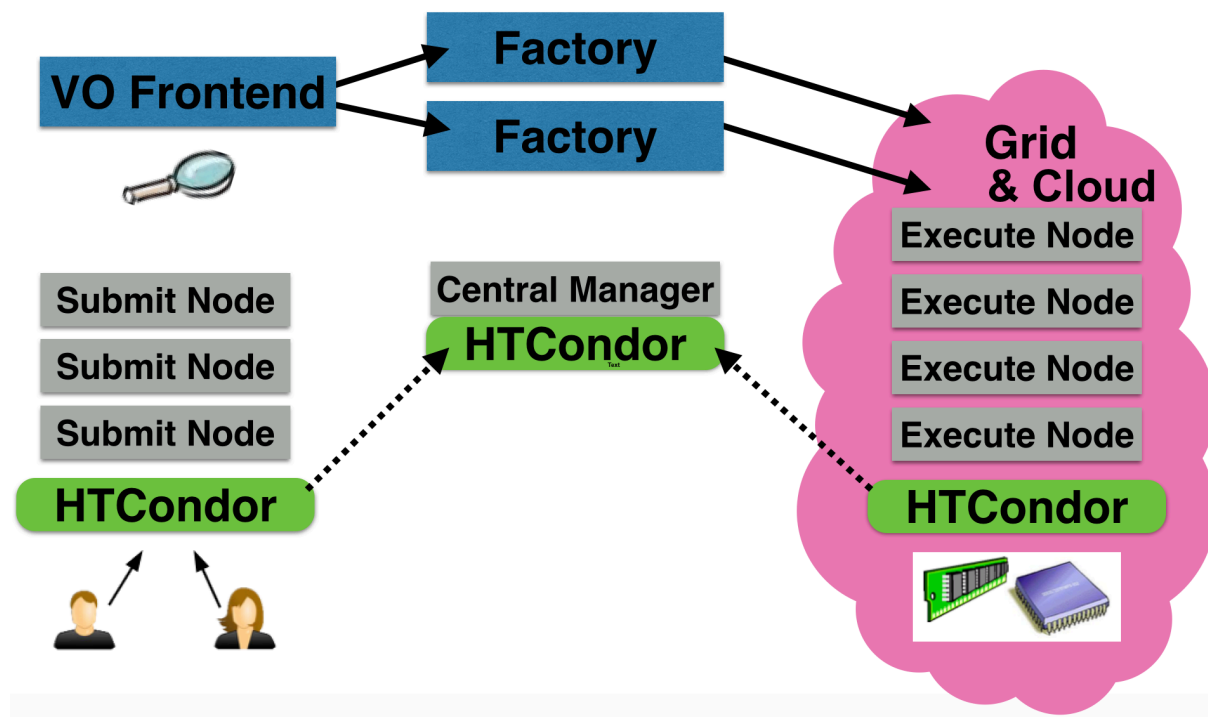 VO Frontend
Factory
Factory
Grid
& Cloud
Submit Node
Submit Node
Submit Node
HTCondor
Central Manager
HTCondor
Text
Execute Node
Execute Node
Execute Node
Execute Node
HTCondor